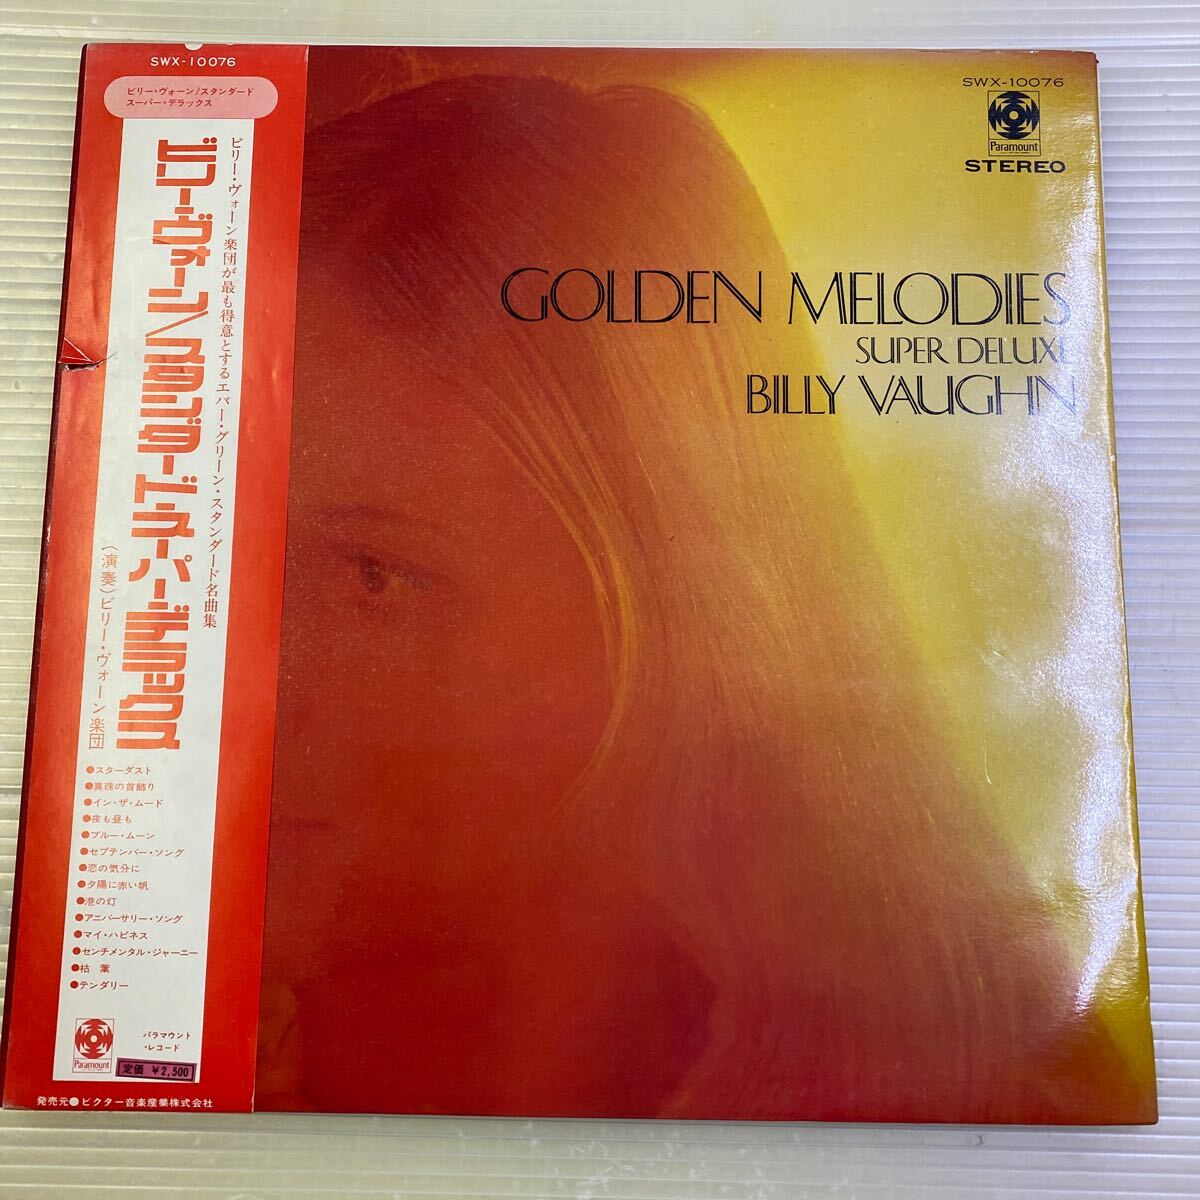 SWX-10076
ビリー・ヴォーン/スタンダード
スーパー・デラックス
ビリー・ヴォーン楽団が最も得意とするエバー・グリーン・スタンダード名曲集
ビリー・ヴォーン/スタンダード・スーパー・デラックス
(演奏)ビリー・ヴォーン楽団
●スターダスト
●真珠の首飾り
●イン・ザ・ムード
●夜も昼も
●ブルー・ムーン
●セプテンバー・ソング
●恋の気分に
●夕陽に赤い帆
●港の灯
●アニバーサリー・ソング
●マイ・ハピネス
●センチメンタル・ジャーニー
●枯葉
●テンダリー
Paramount
パラマウント
・レコード
定価 ¥2,500
発売元●ビクター音楽産業株式会社
SWX-10076
Paramount
STEREO
GOLDEN MELODIES
SUPER DELUXE
BILLY VAUGHN